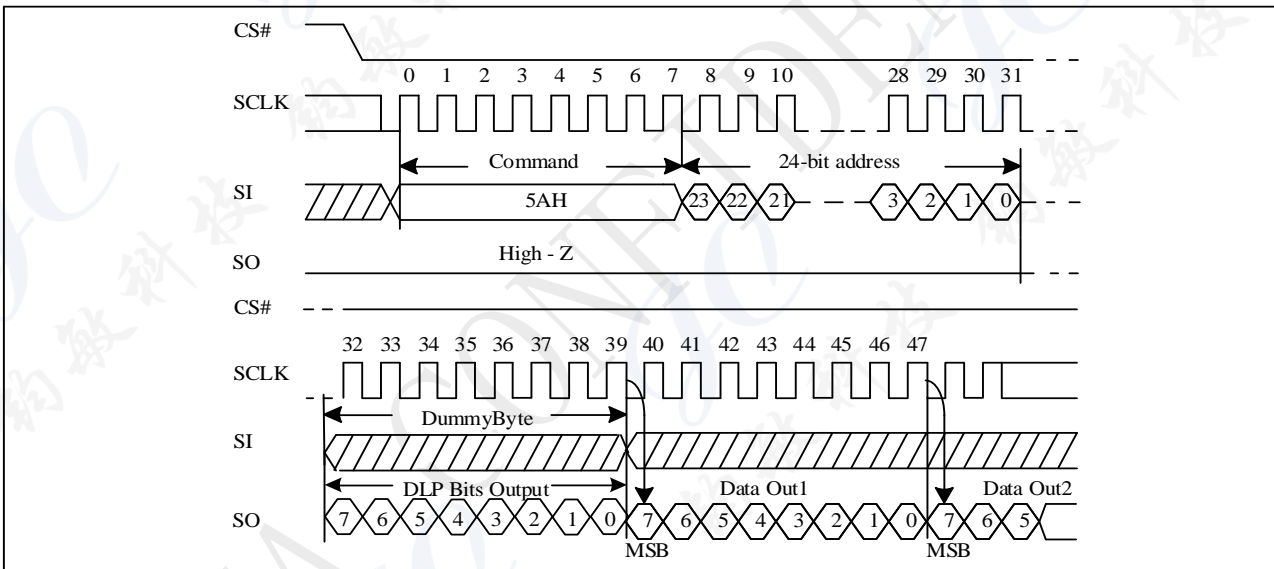 CS#
0 1 2 3 4 5 6 7 8 9 10 28 29 30 31
SCLK
Command 24-bit address
SI
5AH 23 22 21 3 2 1 0
High - Z
SO
CS#
32 33 34 35 36 37 38 39 40 41 42 43 44 45 46 47
SCLK
DummyByte
SI
DLP Bits Output Data Out1 Data Out2
SO 7 6 5 4 3 2 1 0 7 6 5 4 3 2 1 0 7 6 5
MSB MSB